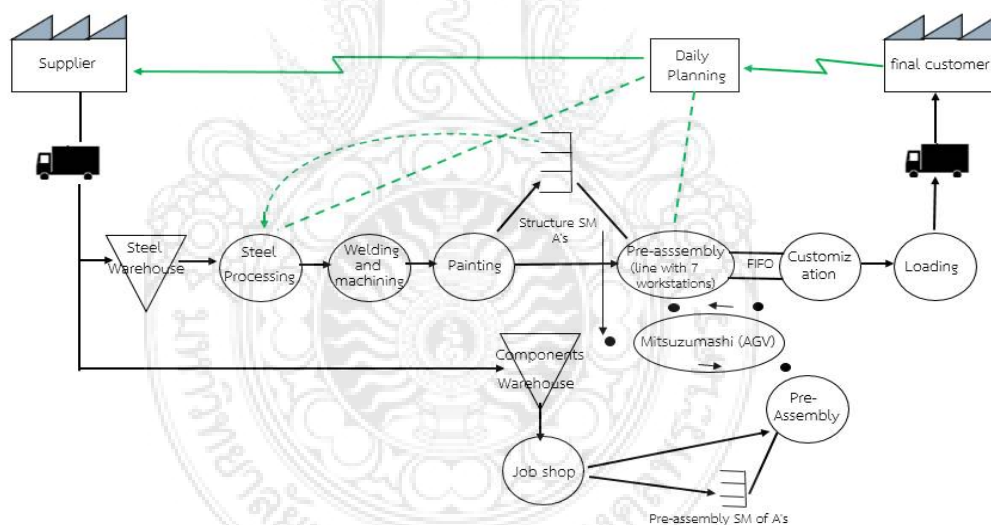 Supplier
Daily
Planning
final customer
Structure SM
A's
Steel
Warehouse
Steel
Processing
Welding
and
machining
Painting
Pre-asssembly
(line with 7
workstations)
FIFO
Customiz
ation
Loading
Mitsuzumashi (AGV)
Components
Warehouse
Pre-
Assembly
Job shop
Pre-assembly SM of A's